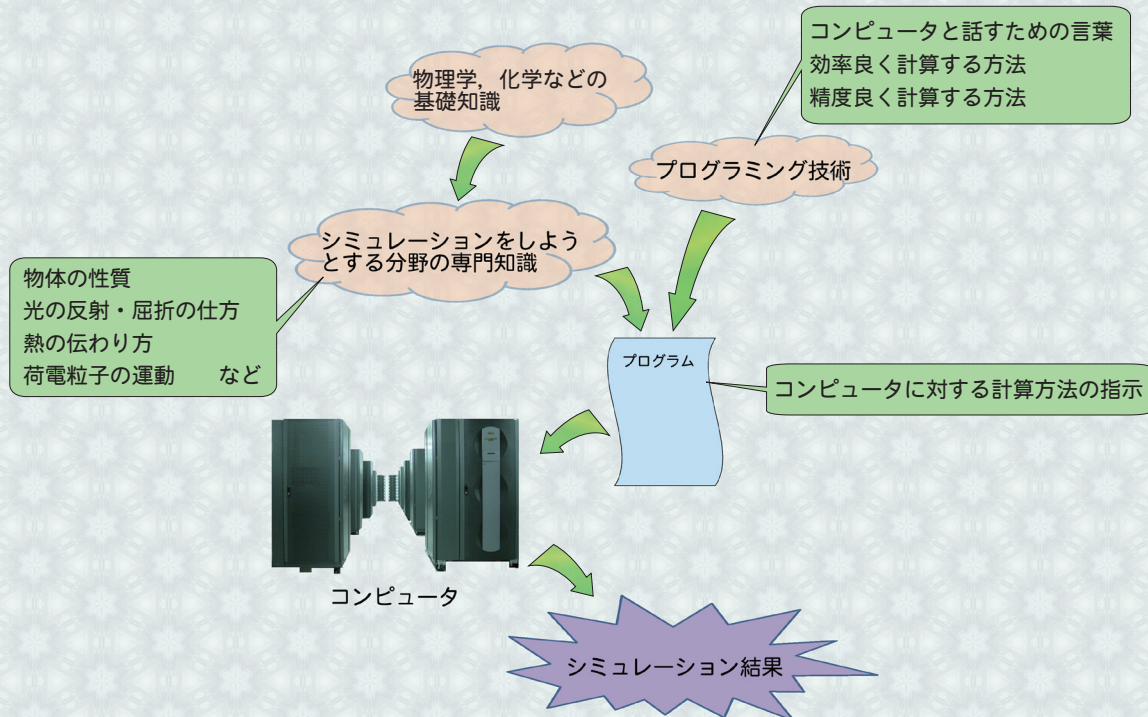 コンピュータと話すための言葉
効率良く計算する方法
精度良く計算する方法
物理学，化学などの
基礎知識
プログラミング技術
シミュレーションをしよう
とする分野の専門知識
物体の性質
光の反射・屈折の仕方
熱の伝わり方
荷電粒子の運動　　など
プログラム
コンピュータに対する計算方法の指示
コンピュータ
シミュレーション結果